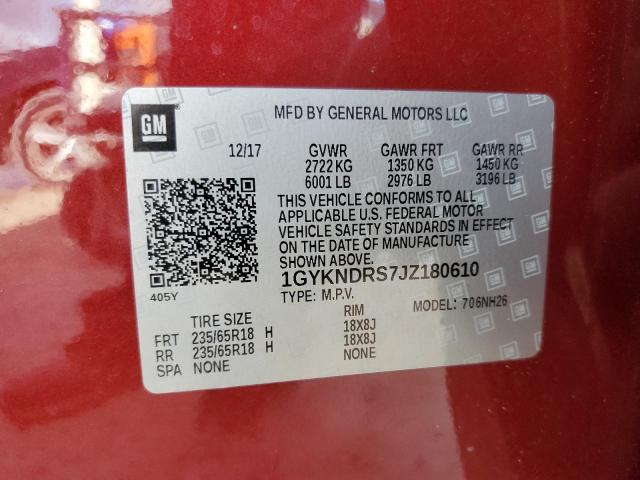 GM
MFD BY GENERAL MOTORS LLC
12/17 GVWR GAWR FRT GAWR RR
2722 KG 1350 KG 1450 KG
6001 LB 2976 LB 3196 LB
THIS VEHICLE CONFORMS TO ALL
APPLICABLE U.S. FEDERAL MOTOR
VEHICLE SAFETY STANDARDS IN EFFECT
ON THE DATE OF MANUFACTURE
SHOWN ABOVE.
405Y
1GYKNDRS7JZ180610
TYPE: M.P.V.
MODEL: 706NH26
TIRE SIZE RIM
FRT 235/65R18 H 18X8J
RR 235/65R18 H 18X8J
SPA NONE NONE